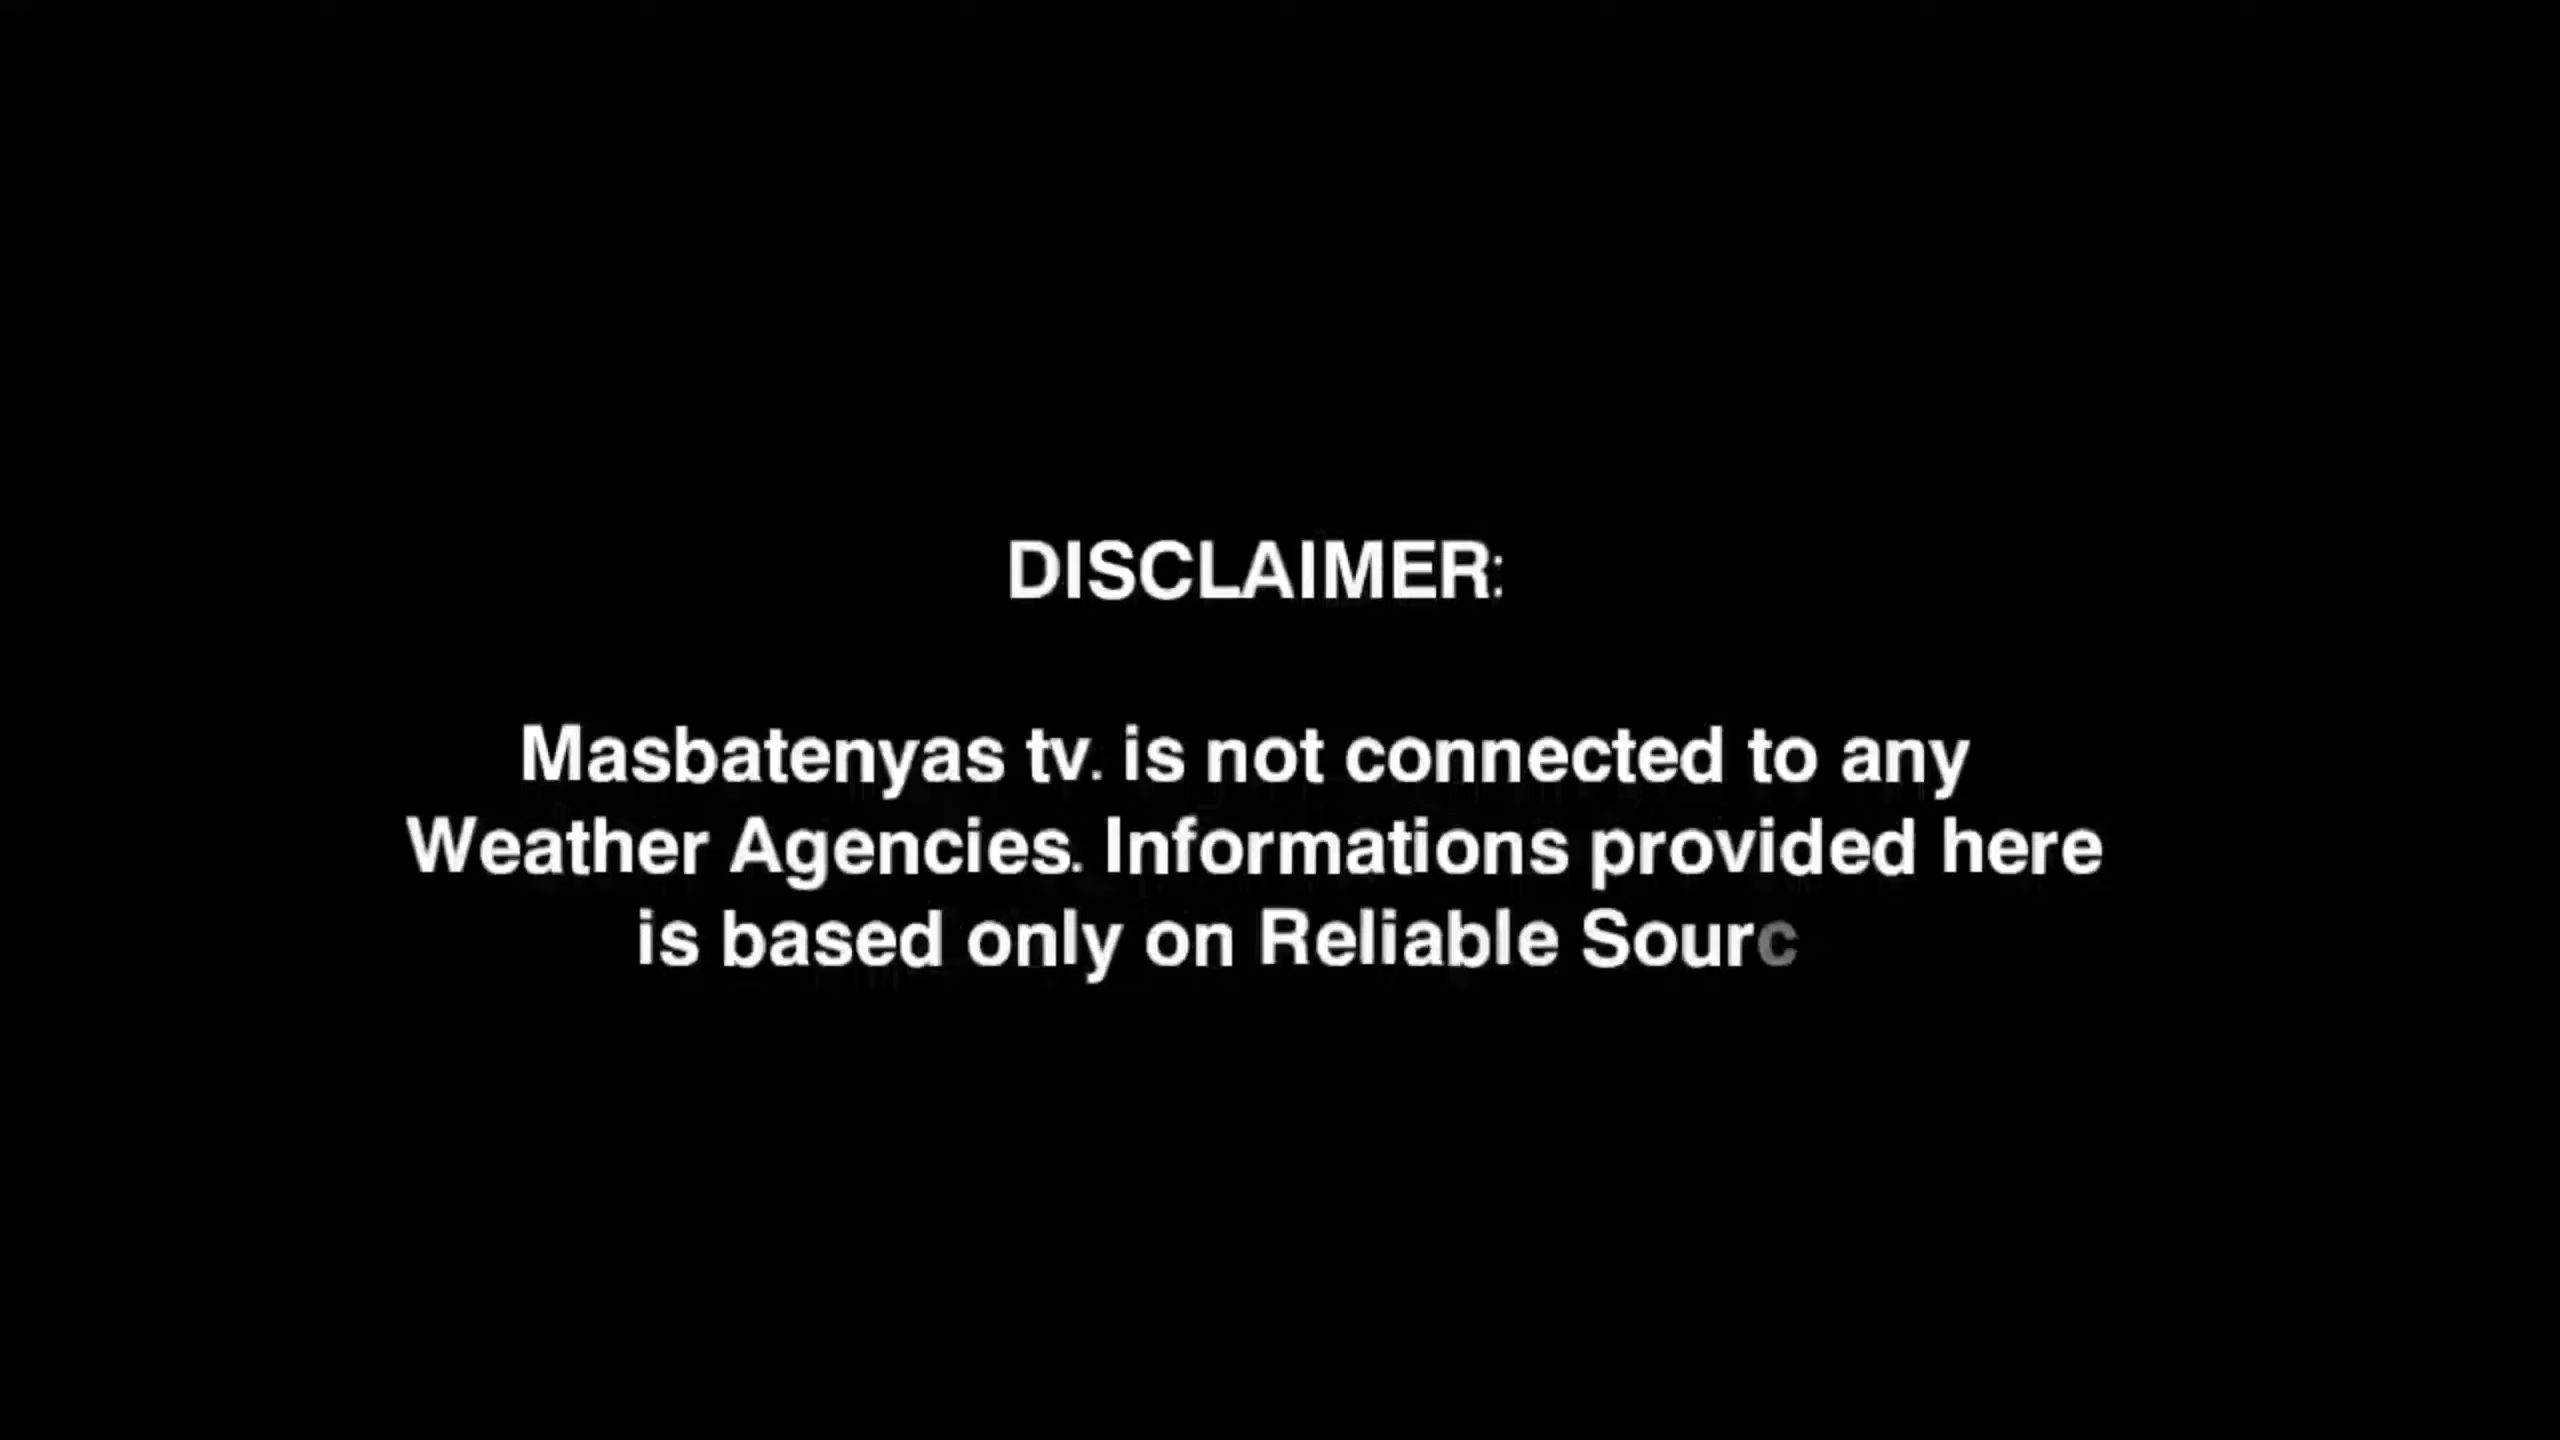 DISCLAIMER:
Masbatenyas tv. is not connected to any
Weather Agencies. Informations provided here
is based only on Reliable Sourc